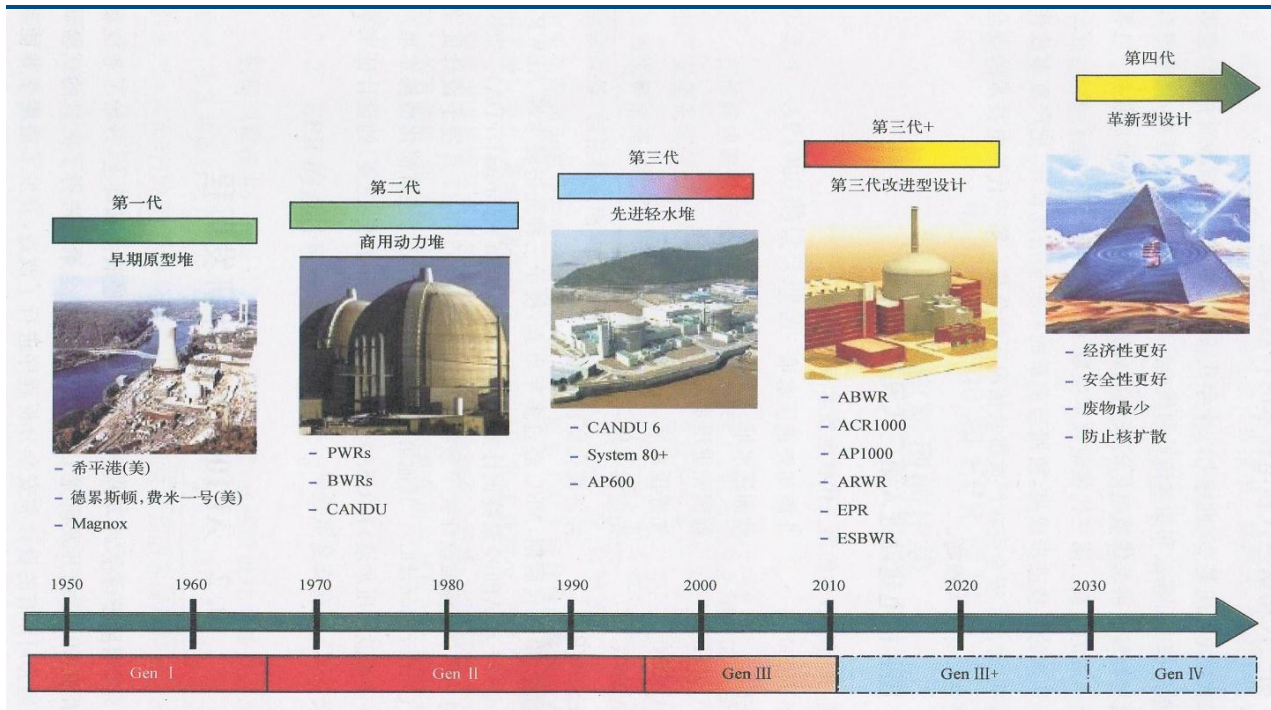 第一代
早期原型堆
- 希平港(美)
- 德累斯顿,费米一号(美)
- Magnox
第二代
商用动力堆
- PWRs
- BWRs
- CANDU
第三代
先进轻水堆
- CANDU 6
- System 80+
- AP600
第三代+
第三代改进型设计
- ABWR
- ACR1000
- AP1000
- ARWR
- EPR
- ESBWR
第四代
革新型设计
- 经济性更好
- 安全性更好
- 废物最少
- 防止核扩散
1950 1960 1970 1980 1990 2000 2010 2020 2030
Gen Ⅰ Gen Ⅱ Gen Ⅲ Gen Ⅲ+ Gen Ⅳ